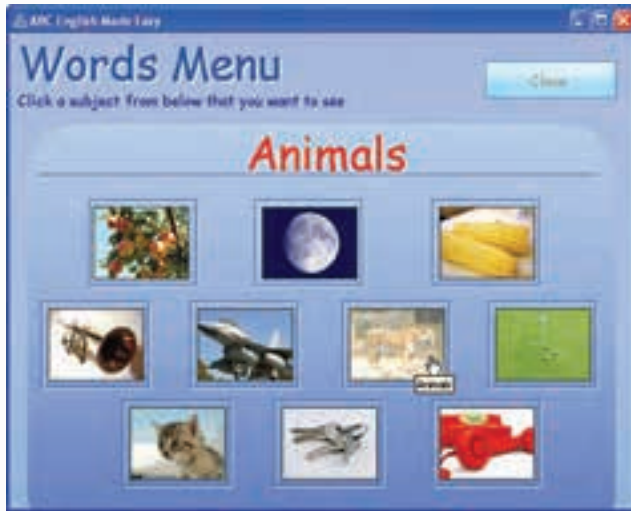 ABC English Made Easy
Words Menu
Close
Click a subject from below that you want to see
Animals
Animals